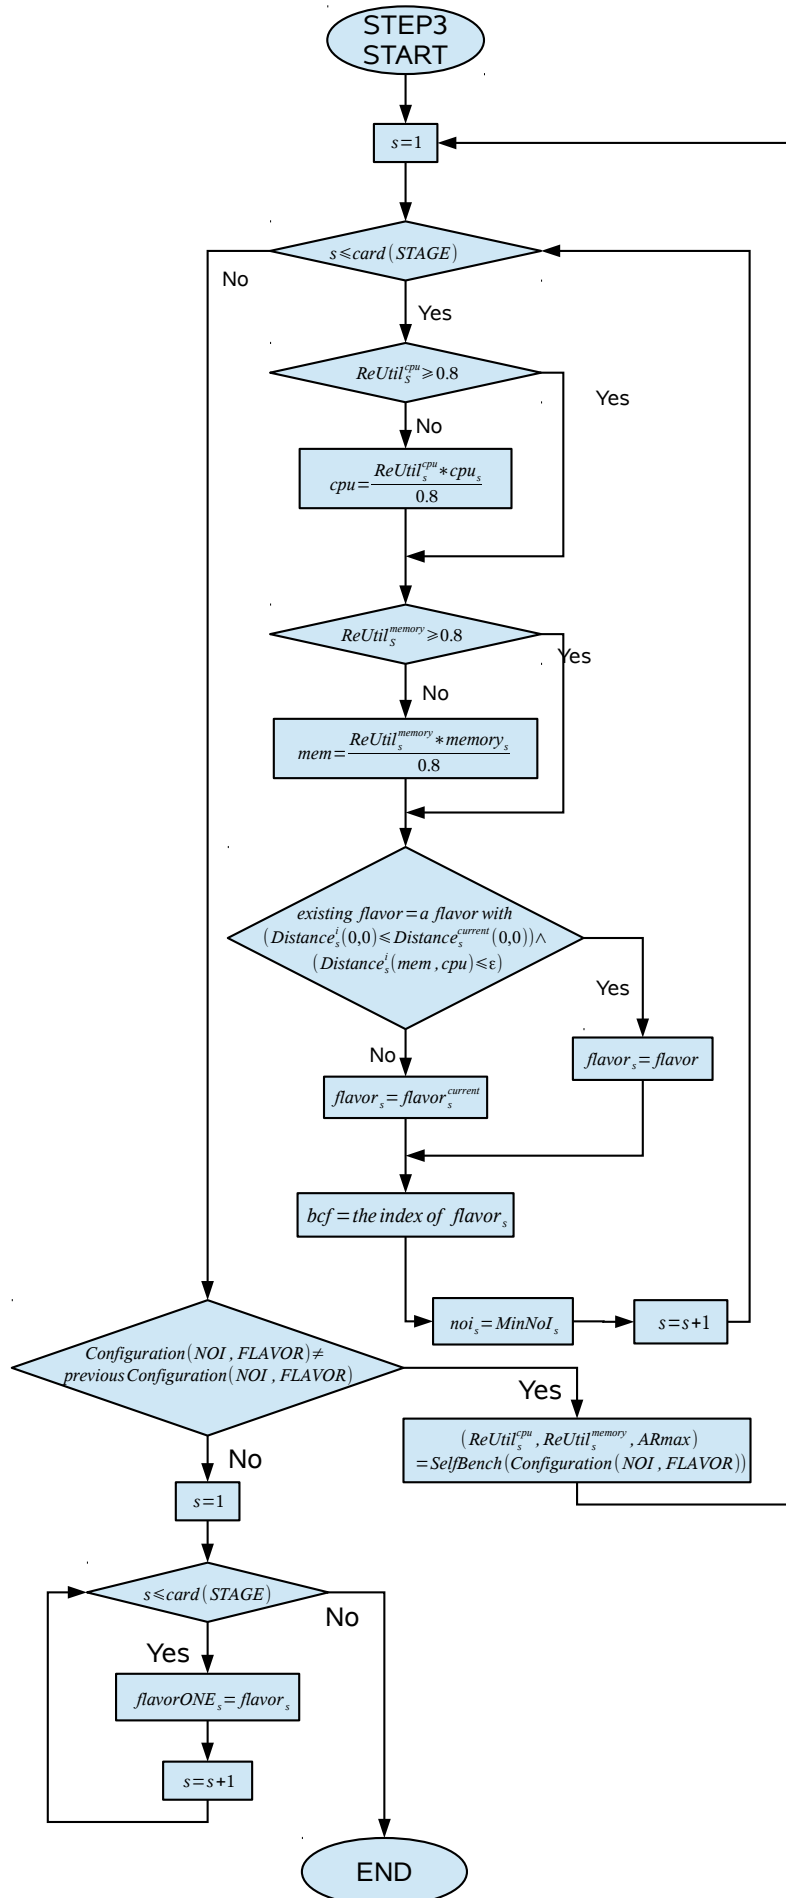 STEP3
START
s=1
s⩽card(STAGE)
No
Yes
ReUtil_S^cpu⩾0.8
Yes
No
cpu=ReUtil_s^cpu*cpu_s/0.8
ReUtil_S^memory⩾0.8
Yes
No
mem=ReUtil_s^memory*memory_s/0.8
existing flavor=a flavor with
(Distance_s^i(0,0)⩽Distance_s^current(0,0))∧
(Distance_s^i(mem,cpu)⩽ε)
Yes
No
flavor_s=flavor
flavor_s=flavor_s^current
bcf=the index of flavor_s
noi_s=MinNoI_s
s=s+1
Configuration(NOI,FLAVOR)≠
previousConfiguration(NOI,FLAVOR)
Yes
(ReUtil_s^cpu,ReUtil_s^memory,ARmax)
=SelfBench(Configuration(NOI,FLAVOR))
No
s=1
s⩽card(STAGE)
No
Yes
flavorONE_s=flavor_s
s=s+1
END